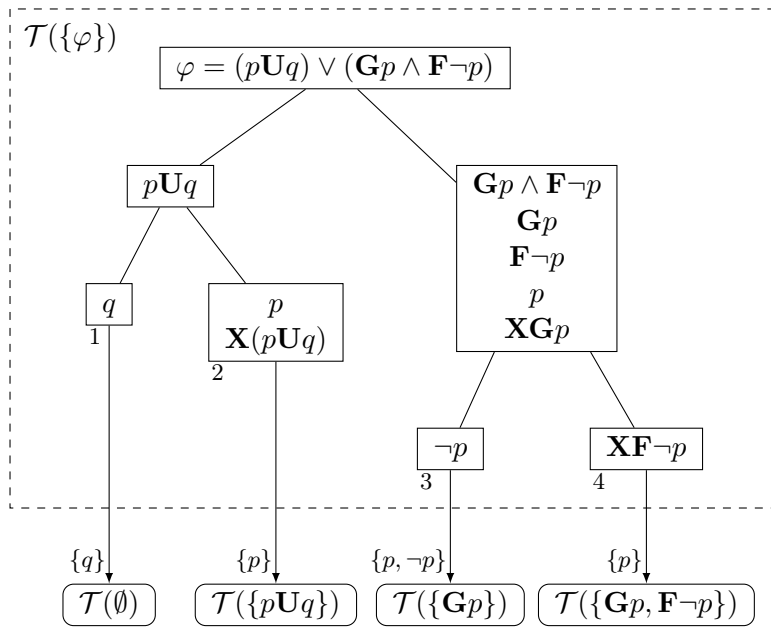 𝒯({φ})
φ = (p𝐔q) ∨ (𝐆p ∧ 𝐅¬p)
p𝐔q
𝐆p ∧ 𝐅¬p
𝐆p
𝐅¬p
p
𝐗𝐆p
q
1
p
𝐗(p𝐔q)
2
¬p
3
𝐗𝐅¬p
4
{q}
{p}
{p, ¬p}
{p}
𝒯(∅)
𝒯({p𝐔q})
𝒯({𝐆p})
𝒯({𝐆p, 𝐅¬p})